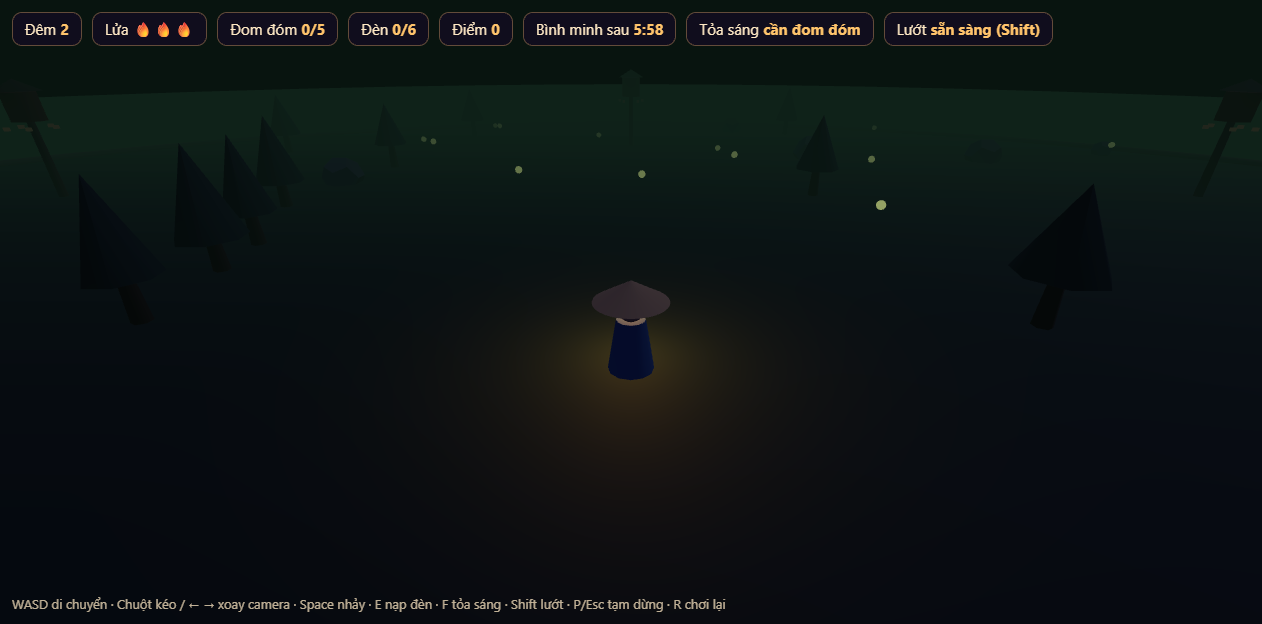 Đêm 2 Lửa 🔥 🔥 🔥 Đom đóm 0/5 Đèn 0/6 Điểm 0 Bình minh sau 5:58 Tỏa sáng cần đom đóm Lướt sẵn sàng (Shift)
WASD di chuyển · Chuột kéo / ← → xoay camera · Space nhảy · E nạp đèn · F tỏa sáng · Shift lướt · P/Esc tạm dừng · R chơi lại